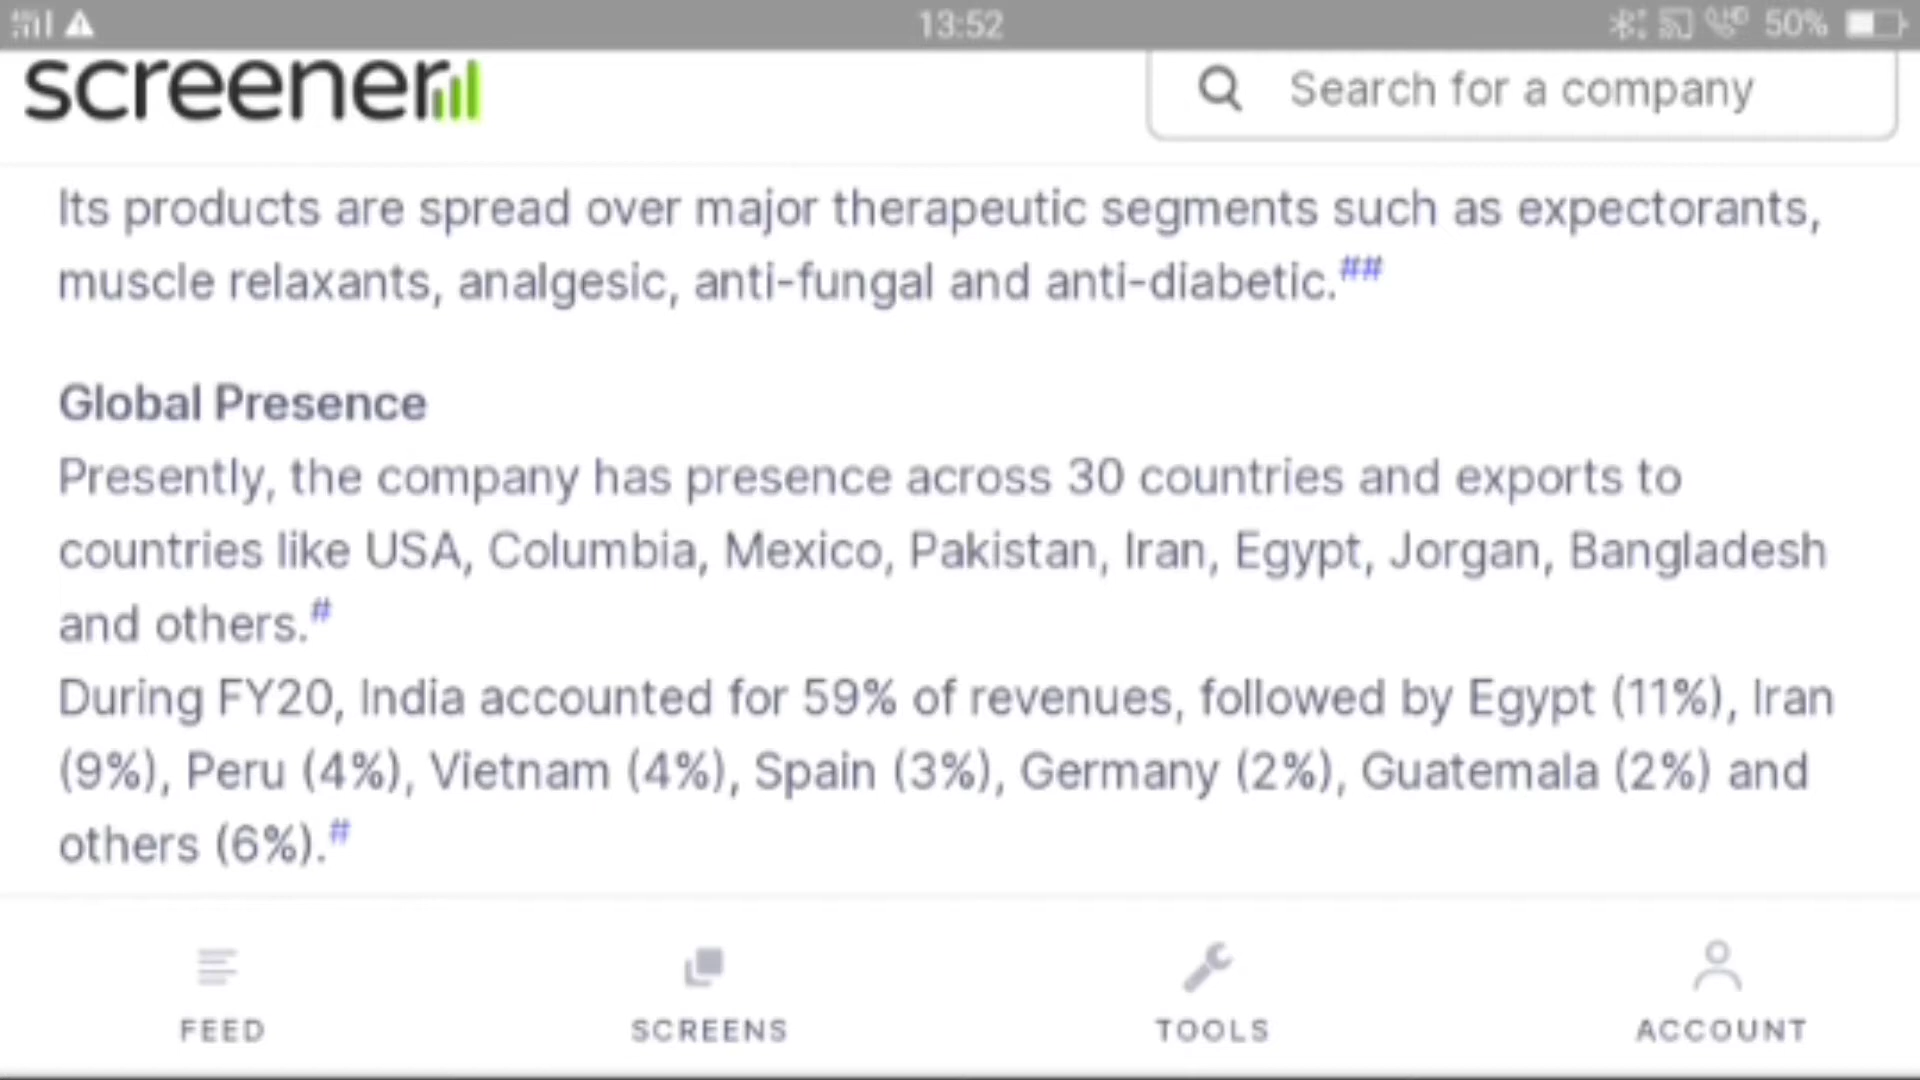 13:52
50%
screener
Search for a company
Its products are spread over major therapeutic segments such as expectorants,
muscle relaxants, analgesic, anti-fungal and anti-diabetic.##
Global Presence
Presently, the company has presence across 30 countries and exports to
countries like USA, Columbia, Mexico, Pakistan, Iran, Egypt, Jorgan, Bangladesh
and others.#
During FY20, India accounted for 59% of revenues, followed by Egypt (11%), Iran
(9%), Peru (4%), Vietnam (4%), Spain (3%), Germany (2%), Guatemala (2%) and
others (6%).#
FEED
SCREENS
TOOLS
ACCOUNT